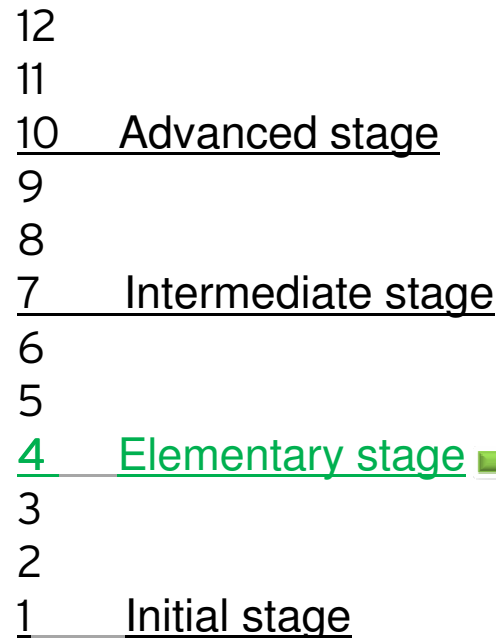 12
11
10 Advanced stage
9
8
7 Intermediate stage
6
5
4 Elementary stage
3
2
1 Initial stage